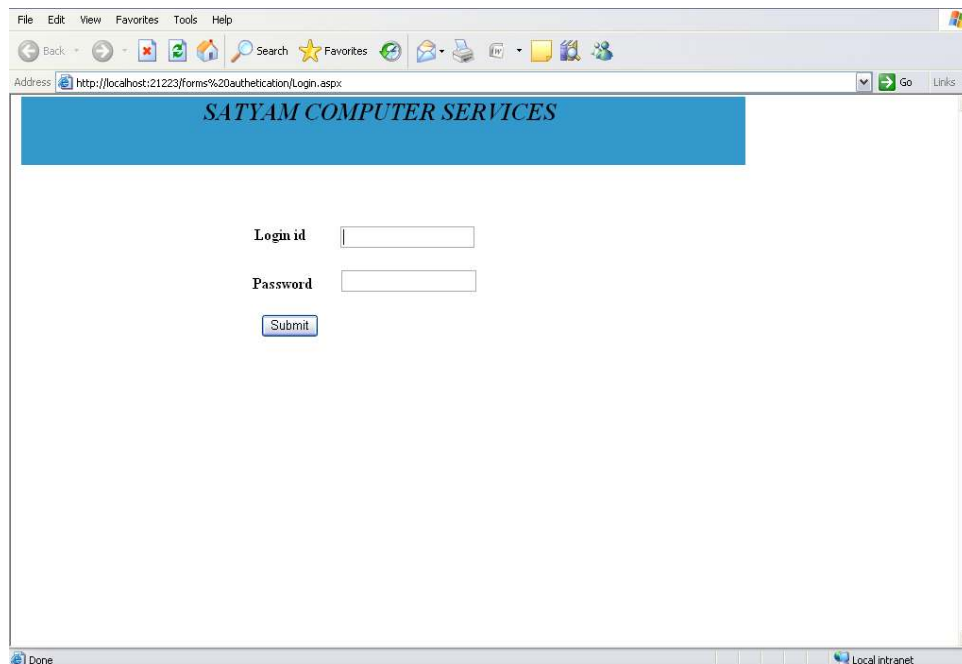 File Edit View Favorites Tools Help
Back Search Favorites
Address http://localhost:21223/forms%20authetication/Login.aspx Go Links
SATYAM COMPUTER SERVICES
Login id
Password
Submit
Done Local intranet